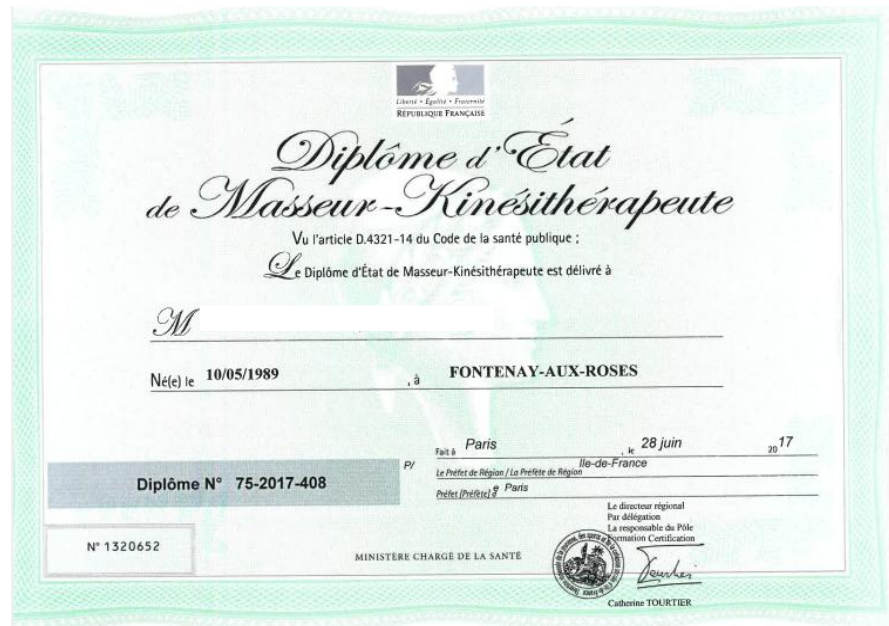 Liberté • Égalité • Fraternité
RÉPUBLIQUE FRANÇAISE
Diplôme d'État
de Masseur-Kinésithérapeute
Vu l'article D.4321-14 du Code de la santé publique ;
Le Diplôme d'État de Masseur-Kinésithérapeute est délivré à
M
Né(e) le 10/05/1989 , à FONTENAY-AUX-ROSES
Fait à Paris , le 28 juin 2017
P/ Le Préfet de Région / La Préfète de Région Ile-de-France
Préfet [Préfète] de Paris
Diplôme N° 75-2017-408
Le directeur régional
Par délégation
La responsable du Pôle
Formation Certification
N° 1320652
MINISTÈRE CHARGÉ DE LA SANTÉ
Catherine TOURTIER